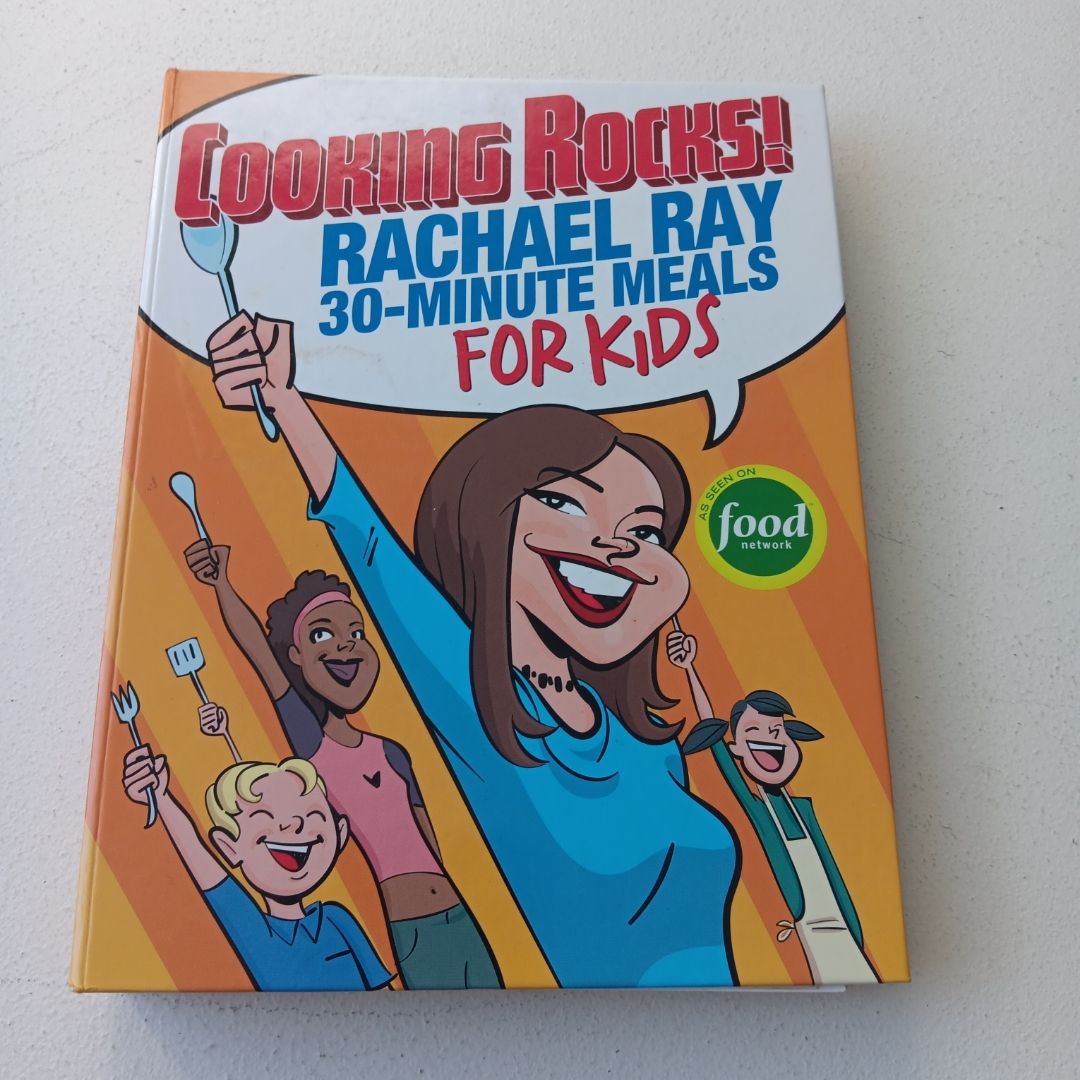 COOKING ROCKS!
RACHAEL RAY
30-MINUTE MEALS
FOR KIDS
AS SEEN ON
food
network